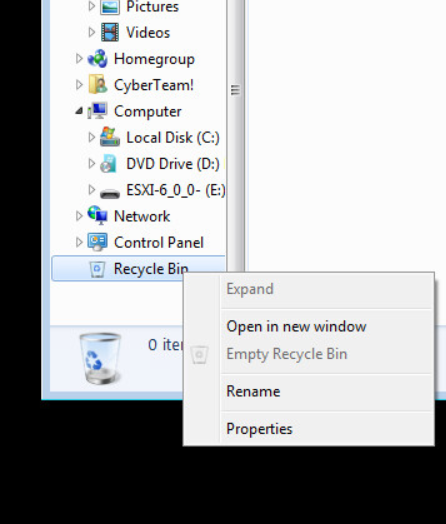 Pictures
Videos
Homegroup
CyberTeam!
Computer
Local Disk (C:)
DVD Drive (D:)
ESXI-6_0_0- (E:)
Network
Control Panel
Recycle Bin
Expand
Open in new window
0
Empty Recycle Bin
Rename
Properties